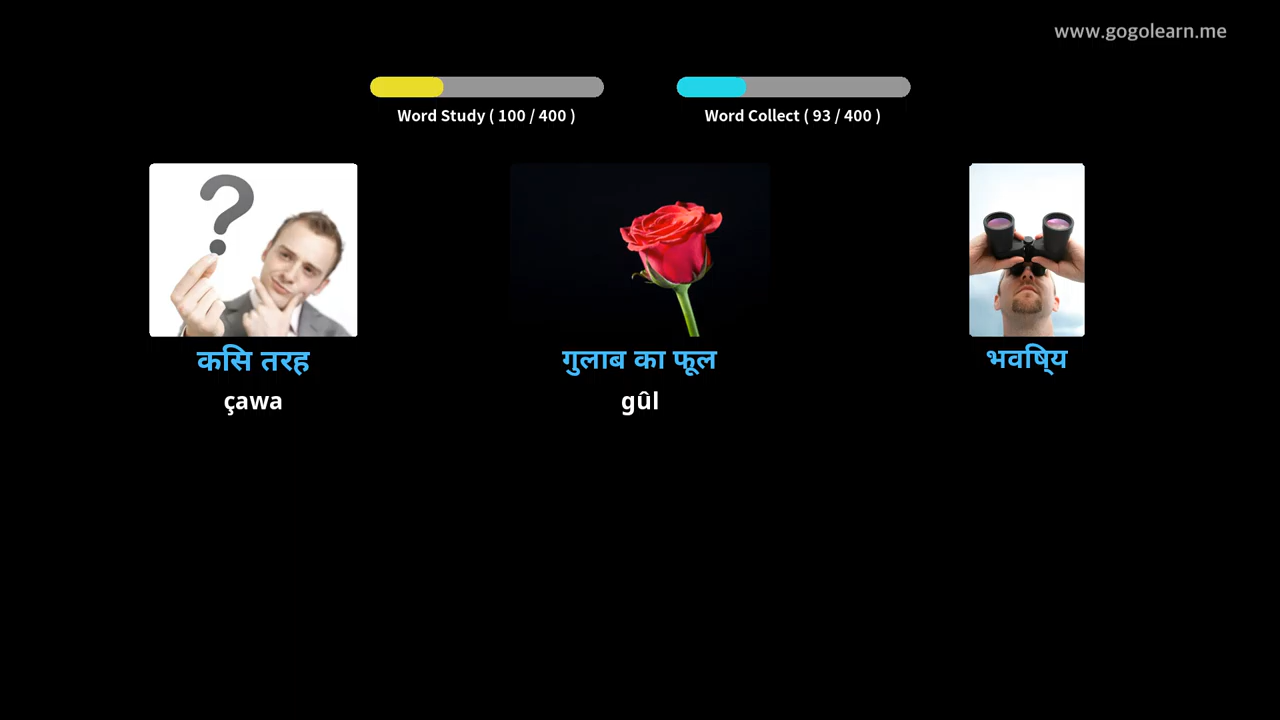 www.gogolearn.me
Word Study ( 100 / 400 )
Word Collect ( 93 / 400 )
कसि तरह
गुलाब का फूल
भवषि्य
çawa
gûl